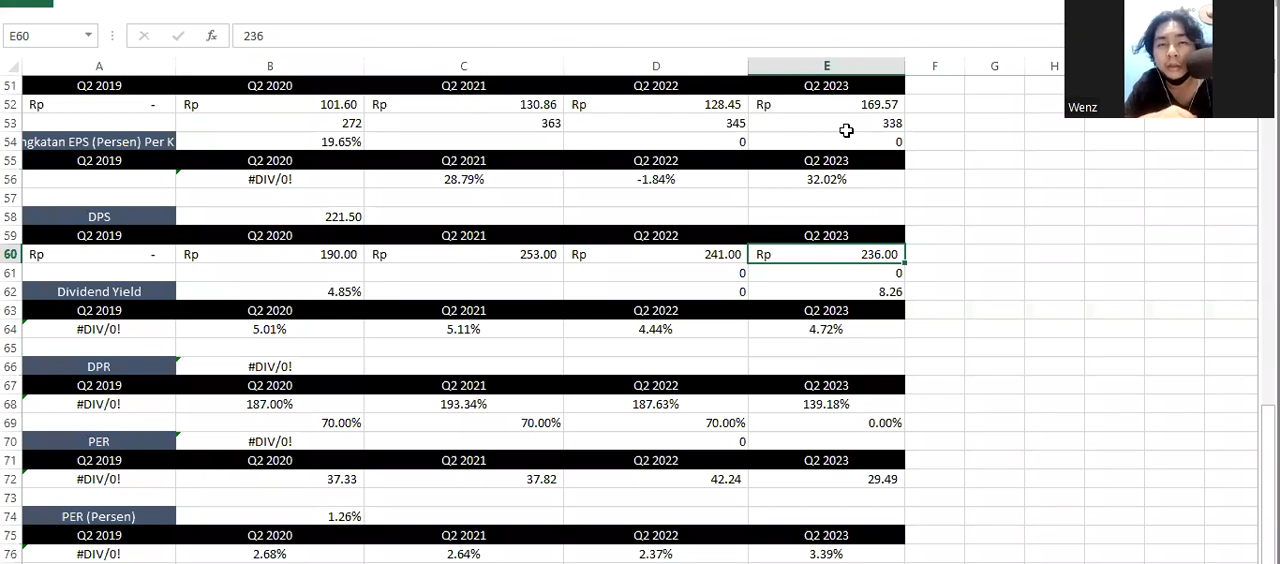 E60 fx 236
A B C D E F G H
51 Q2 2019 Q2 2020 Q2 2021 Q2 2022 Q2 2023
52 Rp - Rp 101.60 Rp 130.86 Rp 128.45 Rp 169.57
Wenz
53 272 363 345 338
54 ngkatan EPS (Persen) Per K 19.65% 0 0
55 Q2 2019 Q2 2020 Q2 2021 Q2 2022 Q2 2023
56 #DIV/0! 28.79% -1.84% 32.02%
57
58 DPS 221.50
59 Q2 2019 Q2 2020 Q2 2021 Q2 2022 Q2 2023
60 Rp - Rp 190.00 Rp 253.00 Rp 241.00 Rp 236.00
61 0 0
62 Dividend Yield 4.85% 0 8.26
63 Q2 2019 Q2 2020 Q2 2021 Q2 2022 Q2 2023
64 #DIV/0! 5.01% 5.11% 4.44% 4.72%
65
66 DPR #DIV/0!
67 Q2 2019 Q2 2020 Q2 2021 Q2 2022 Q2 2023
68 #DIV/0! 187.00% 193.34% 187.63% 139.18%
69 70.00% 70.00% 70.00% 0.00%
70 PER #DIV/0! 0
71 Q2 2019 Q2 2020 Q2 2021 Q2 2022 Q2 2023
72 #DIV/0! 37.33 37.82 42.24 29.49
73
74 PER (Persen) 1.26%
75 Q2 2019 Q2 2020 Q2 2021 Q2 2022 Q2 2023
76 #DIV/0! 2.68% 2.64% 2.37% 3.39%